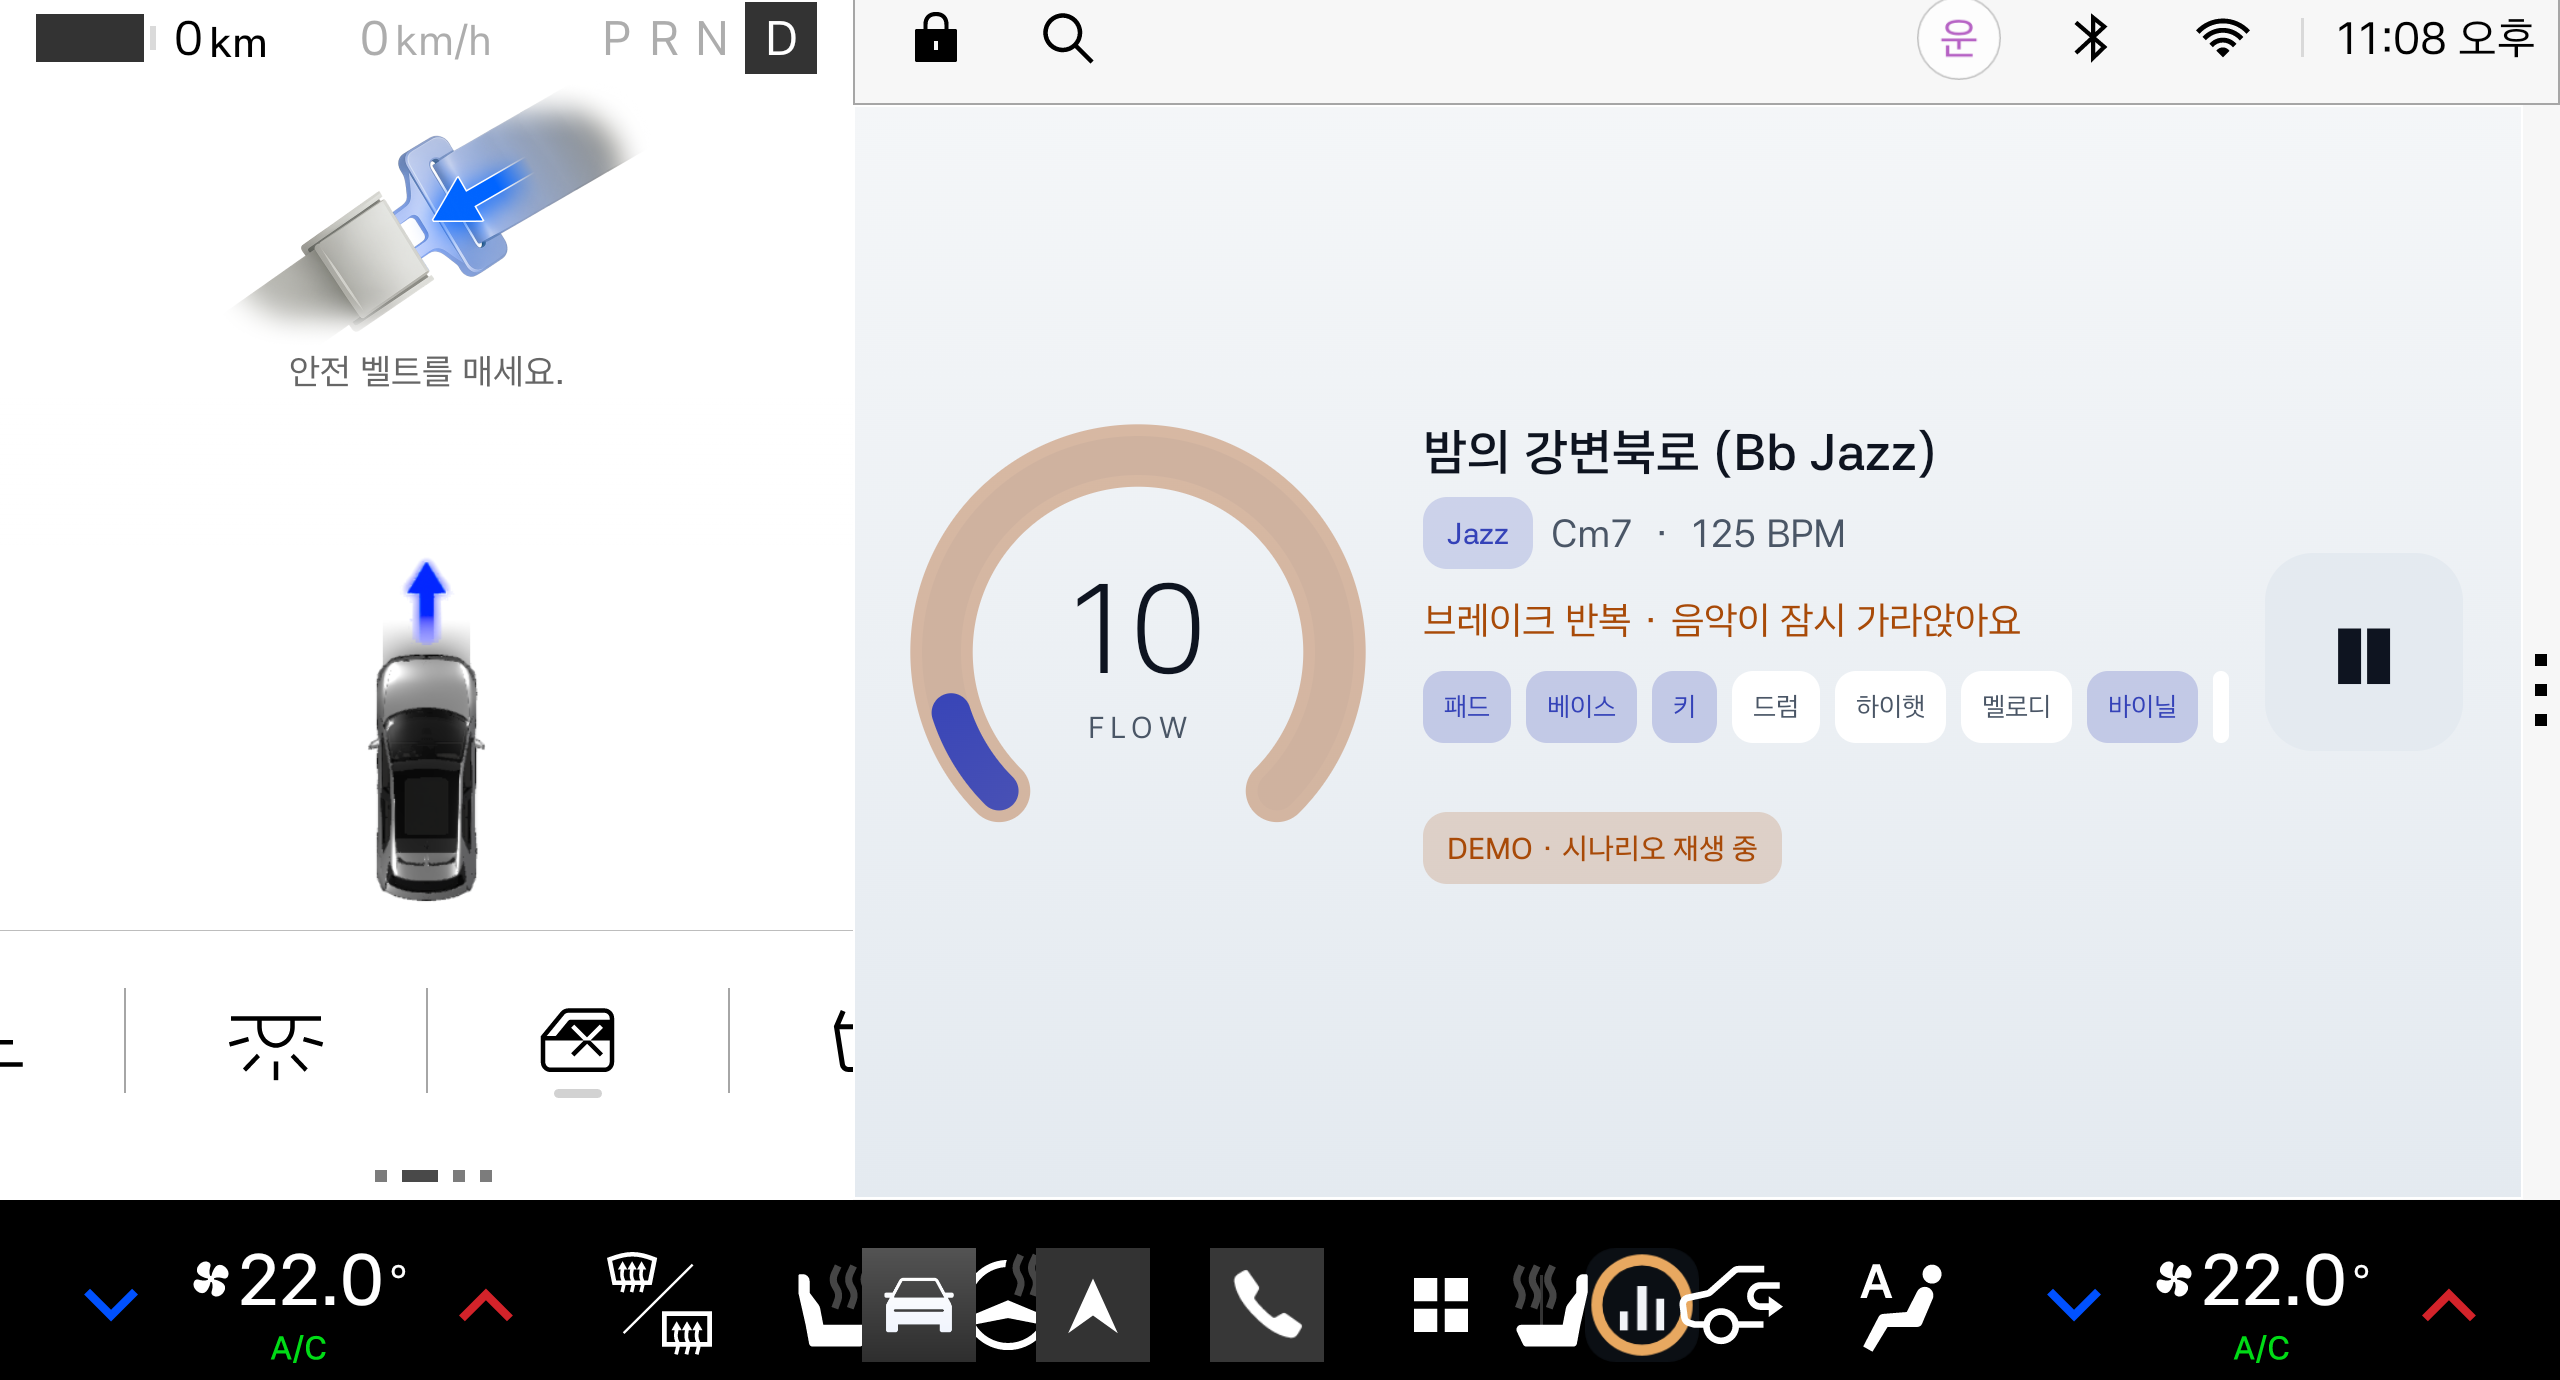 0 km
0 km/h
P R N D
운
11:08 오후
안전 벨트를 매세요.
10
FLOW
밤의 강변북로 (Bb Jazz)
Jazz Cm7 · 125 BPM
브레이크 반복 · 음악이 잠시 가라앉아요
패드 베이스 키 드럼 하이햇 멜로디 바이닐
DEMO · 시나리오 재생 중
22.0°
A/C
A
22.0°
A/C